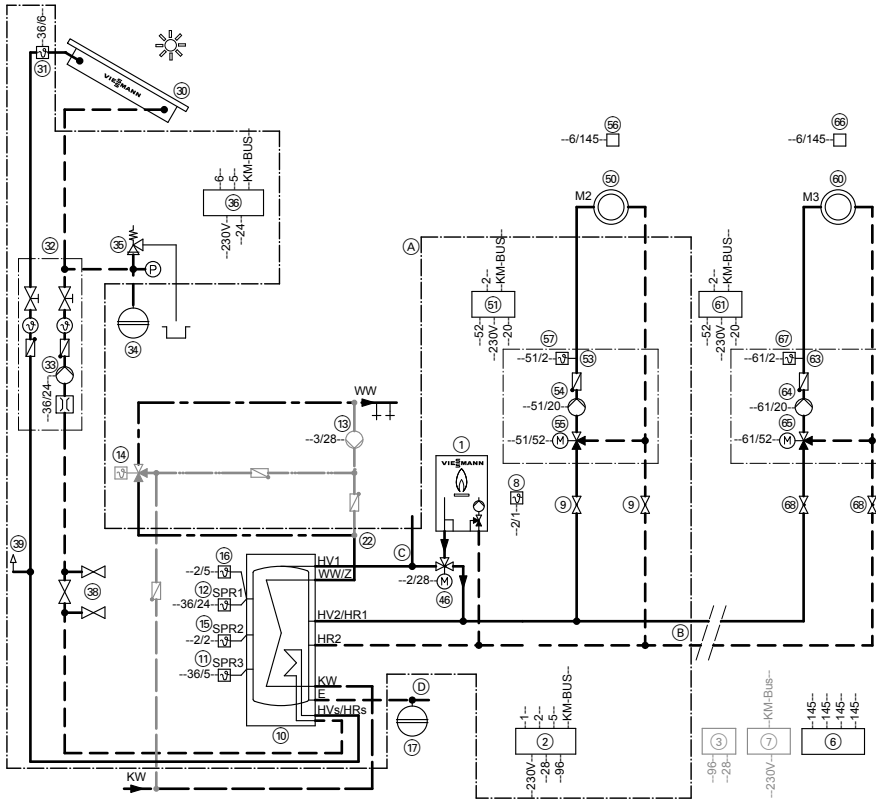 --36/6--
31
VIESSMANN
30
56
--6/145--
66
--6/145--
M2
50
M3
60
--6--
--5--
KM-BUS--
36
--230V--
--24--
A
32
35
P
34
33
--36/24--
--2--
KM-BUS--
51
--52--
--230V--
--20--
--2--
KM-BUS--
61
--52--
--230V--
--20--
57
--51/2--
53
54
--51/20--
55
--51/52--
M
67
--61/2--
63
64
--61/20--
65
--61/52--
M
WW
13
--3/28--
14
1
VIESSMANN
8
--2/1--
9
9
68
68
22
39
38
C
--2/28--
M
46
16
--2/5--
12
SPR1
--36/24--
15
SPR2
--2/2--
11
SPR3
--36/5--
HV1
WW/Z
HV2/HR1
HR2
KW
E
HVs/HRs
10
B
D
17
KW
--1--
--2--
--5--
KM-BUS--
2
--230V--
--28--
--96--
3
--96--
--28--
--KM-Bus--
7
--230V--
--145--
--145--
--145--
--145--
6